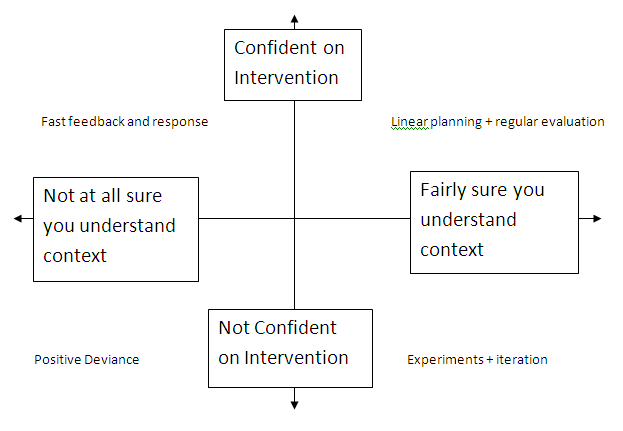 Confident on
Intervention
Fast feedback and response
Linear planning + regular evaluation
Not at all sure
you understand
context
Fairly sure you
understand
context
Not Confident
on Intervention
Positive Deviance
Experiments + iteration